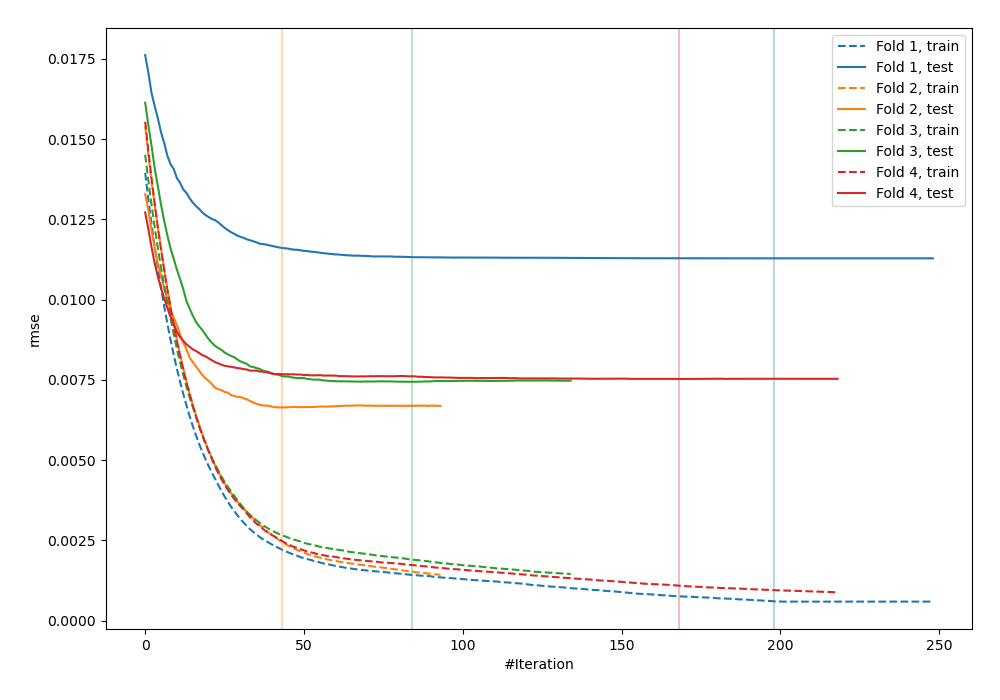 0.0175
0.0150
0.0125
0.0100
0.0075
0.0050
0.0025
0.0000
rmse
0
50
100
150
200
250
#Iteration
Fold 1, train
Fold 1, test
Fold 2, train
Fold 2, test
Fold 3, train
Fold 3, test
Fold 4, train
Fold 4, test